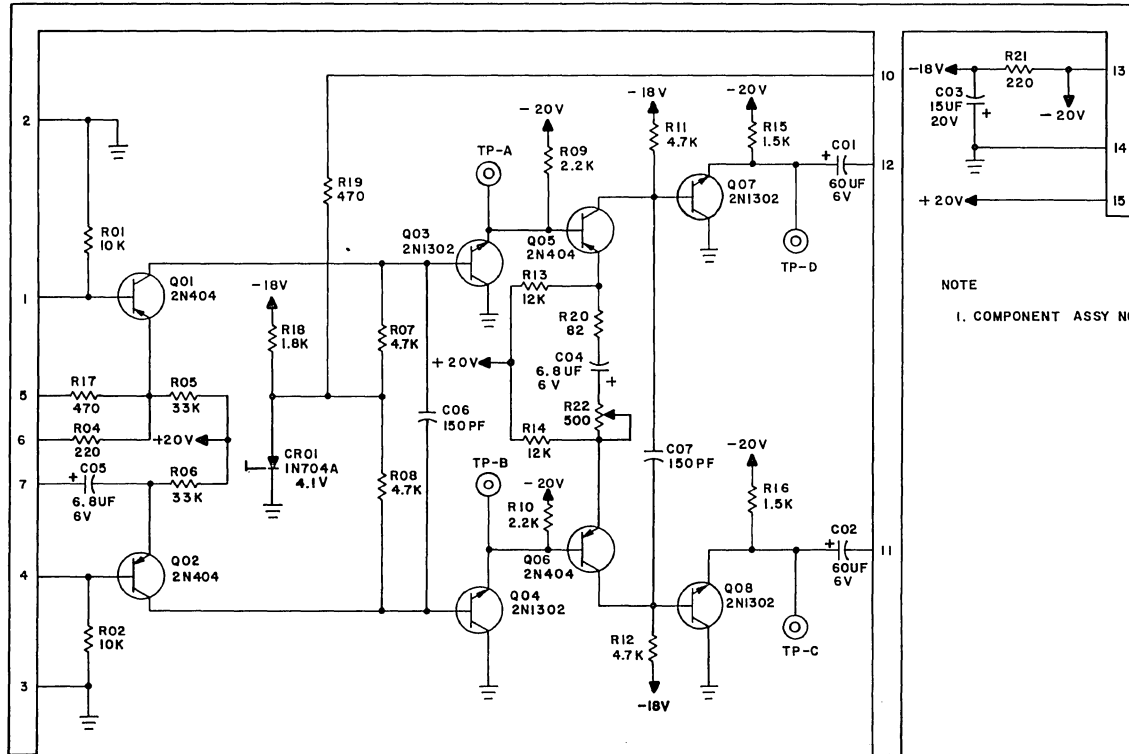 2
R01
10K
1
Q01
2N404
-18V
R18
1.8K
R19
470
5
R17
470
R05
33K
6
R04
220
+20V
7
C05
6.8UF
6V
R06
33K
CR01
1N704A
4.1V
4
Q02
2N404
R02
10K
3
R07
4.7K
R08
4.7K
C06
150PF
TP-A
Q03
2N1302
-20V
R09
2.2K
Q05
2N404
R13
12K
R20
82
+20V
C04
6.8UF
6V
+
R22
500
R14
12K
TP-B
-20V
R10
2.2K
Q06
2N404
Q04
2N1302
-18V
R11
4.7K
C07
150PF
R12
4.7K
-18V
-20V
R15
1.5K
Q07
2N1302
TP-D
+
C01
60UF
6V
-20V
R16
1.5K
Q08
2N1302
TP-C
+
C02
60UF
6V
10
12
11
-18V
R21
220
13
C03
15UF
20V
+
-20V
14
+20V
15
NOTE
1. COMPONENT ASSY